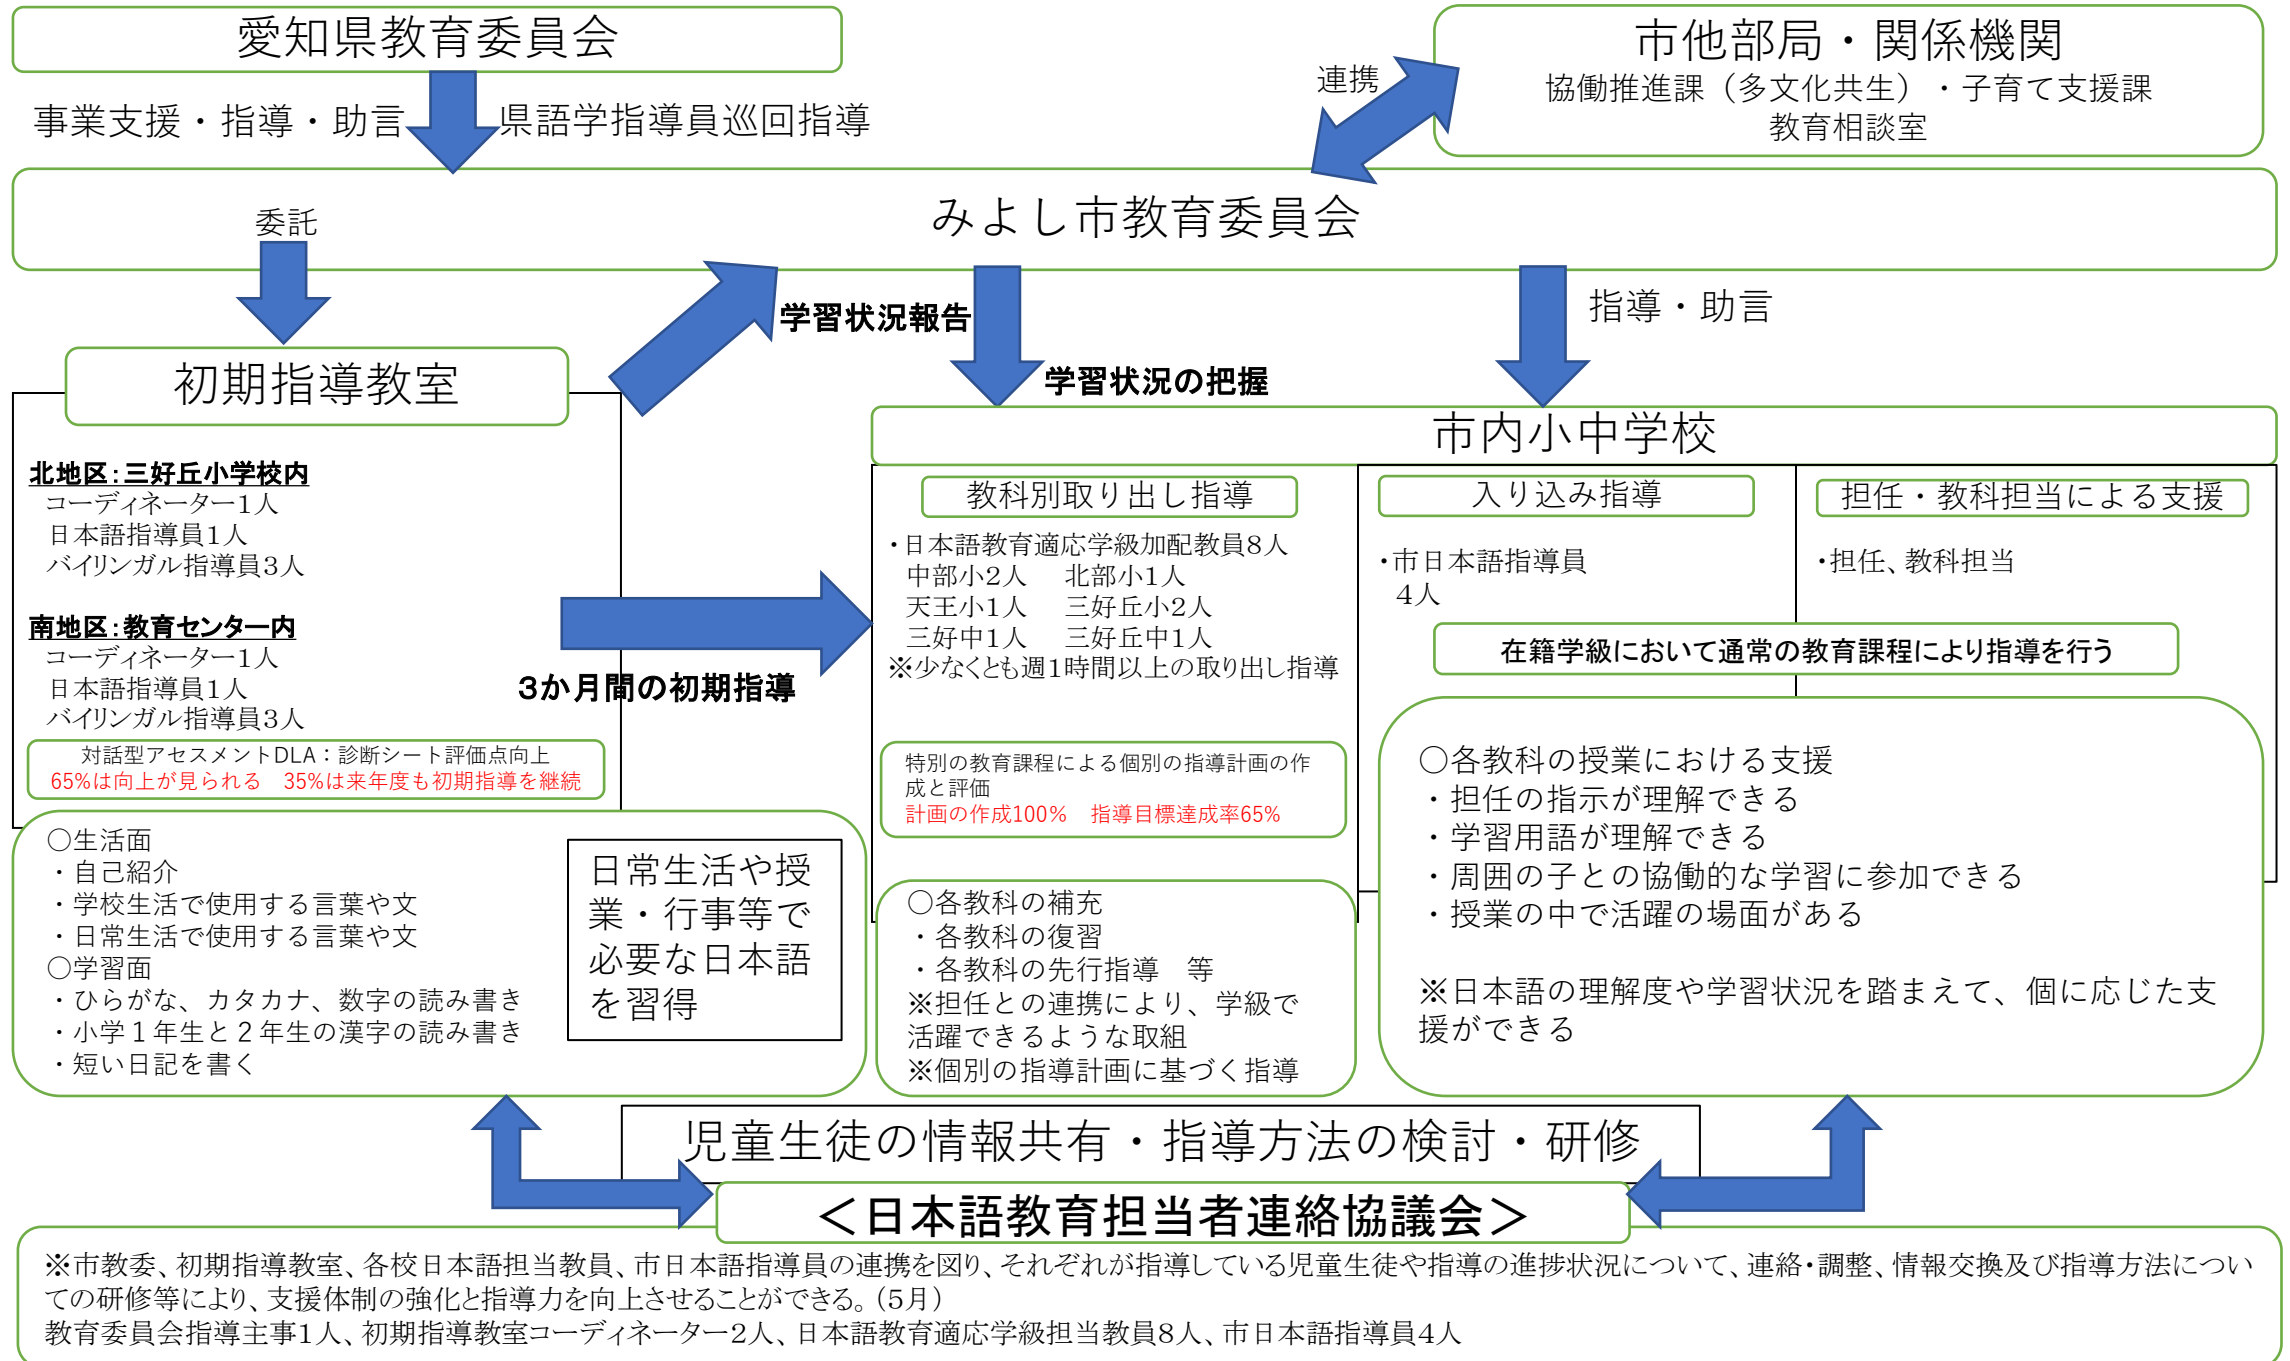 愛知県教育委員会
事業支援・指導・助言
県語学指導員巡回指導
連携
市他部局・関係機関
協働推進課（多文化共生）・子育て支援課
教育相談室
みよし市教育委員会
委託
学習状況報告
学習状況の把握
指導・助言
初期指導教室
北地区：三好丘小学校内
コーディネーター1人
日本語指導員1人
バイリンガル指導員3人
南地区：教育センター内
コーディネーター1人
日本語指導員1人
バイリンガル指導員3人
対話型アセスメントDLA：診断シート評価点向上
65%は向上が見られる　35%は来年度も初期指導を継続
3か月間の初期指導
○生活面
・自己紹介
・学校生活で使用する言葉や文
・日常生活で使用する言葉や文
○学習面
・ひらがな、カタカナ、数字の読み書き
・小学１年生と２年生の漢字の読み書き
・短い日記を書く
日常生活や授
業・行事等で
必要な日本語
を習得
市内小中学校
教科別取り出し指導
・日本語教育適応学級加配教員8人
中部小2人　北部小1人
天王小1人　三好丘小2人
三好中1人　三好丘中1人
※少なくとも週1時間以上の取り出し指導
特別の教育課程による個別の指導計画の作
成と評価
計画の作成100%　指導目標達成率65%
○各教科の補充
・各教科の復習
・各教科の先行指導　等
※担任との連携により、学級で
活躍できるような取組
※個別の指導計画に基づく指導
入り込み指導
・市日本語指導員
4人
担任・教科担当による支援
・担任、教科担当
在籍学級において通常の教育課程により指導を行う
○各教科の授業における支援
・担任の指示が理解できる
・学習用語が理解できる
・周囲の子との協働的な学習に参加できる
・授業の中で活躍の場面がある
※日本語の理解度や学習状況を踏まえて、個に応じた支
援ができる
児童生徒の情報共有・指導方法の検討・研修
＜日本語教育担当者連絡協議会＞
※市教委、初期指導教室、各校日本語担当教員、市日本語指導員の連携を図り、それぞれが指導している児童生徒や指導の進捗状況について、連絡・調整、情報交換及び指導方法につい
ての研修等により、支援体制の強化と指導力を向上させることができる。（5月）
教育委員会指導主事1人、初期指導教室コーディネーター2人、日本語教育適応学級担当教員8人、市日本語指導員4人